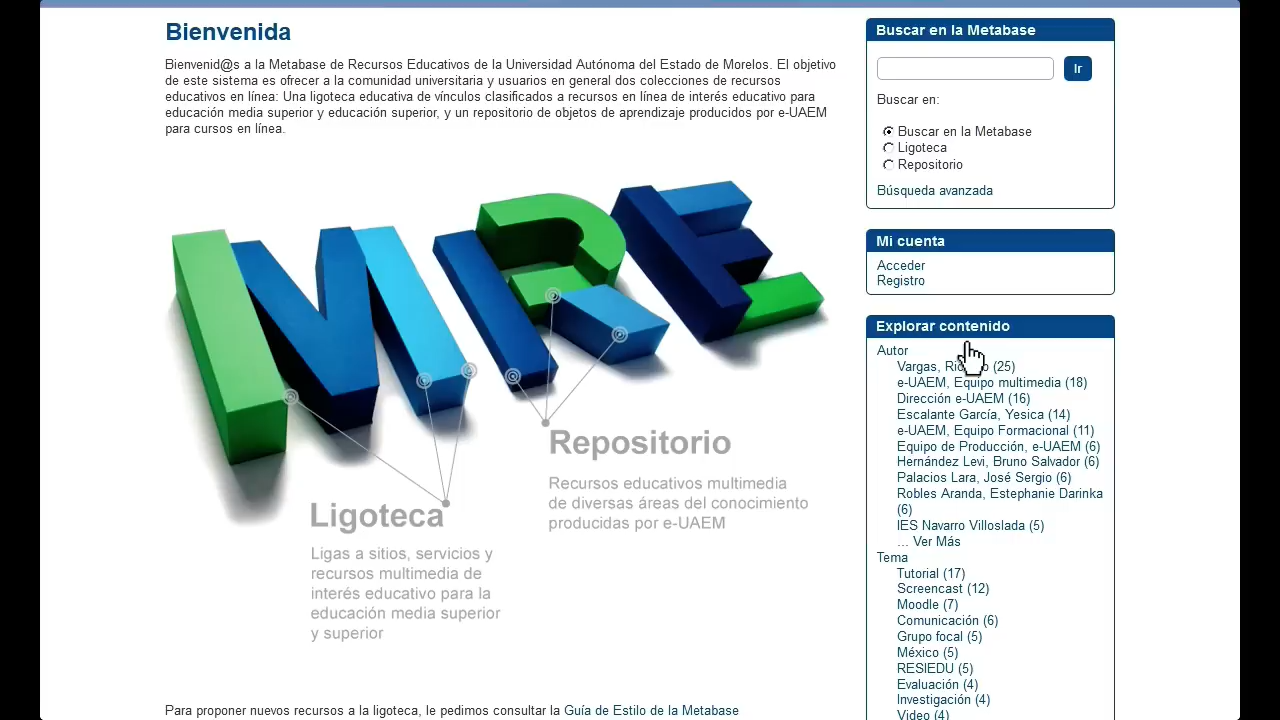 Bienvenida
Bienvenid@s a la Metabase de Recursos Educativos de la Universidad Autónoma del Estado de Morelos. El objetivo
de este sistema es ofrecer a la comunidad universitaria y usuarios en general dos colecciones de recursos
educativos en línea: Una ligoteca educativa de vínculos clasificados a recursos en línea de interés educativo para
educación media superior y educación superior, y un repositorio de objetos de aprendizaje producidos por e-UAEM
para cursos en línea.
MRE
Repositorio
Recursos educativos multimedia
de diversas áreas del conocimiento
producidas por e-UAEM
Ligoteca
Ligas a sitios, servicios y
recursos multimedia de
interés educativo para la
educación media superior
y superior
Para proponer nuevos recursos a la ligoteca, le pedimos consultar la Guía de Estilo de la Metabase
Buscar en la Metabase
Ir
Buscar en:
Buscar en la Metabase
Ligoteca
Repositorio
Búsqueda avanzada
Mi cuenta
Acceder
Registro
Explorar contenido
Autor
Vargas, (25)
e-UAEM, Equipo multimedia (18)
Dirección e-UAEM (16)
Escalante García, Yesica (14)
e-UAEM, Equipo Formacional (11)
Equipo de Producción, e-UAEM (6)
Hernández Levi, Bruno Salvador (6)
Palacios Lara, José Sergio (6)
Robles Aranda, Estephanie Darinka
(6)
IES Navarro Villoslada (5)
... Ver Más
Tema
Tutorial (17)
Screencast (12)
Moodle (7)
Comunicación (6)
Grupo focal (5)
México (5)
RESIEDU (5)
Evaluación (4)
Investigación (4)
Video (4)